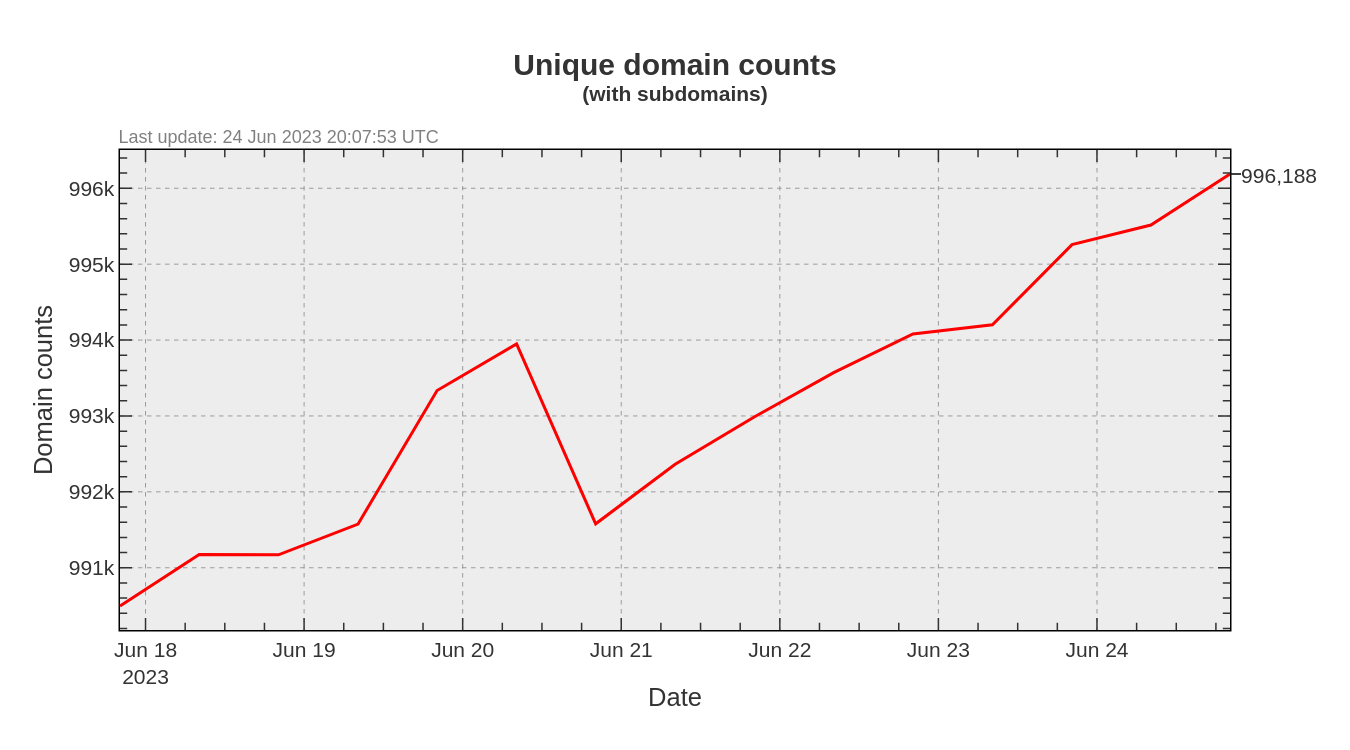 Unique domain counts
(with subdomains)
Last update: 24 Jun 2023 20:07:53 UTC
996k
995k
994k
993k
992k
991k
996,188
Domain counts
Jun 18
2023
Jun 19
Jun 20
Jun 21
Jun 22
Jun 23
Jun 24
Date